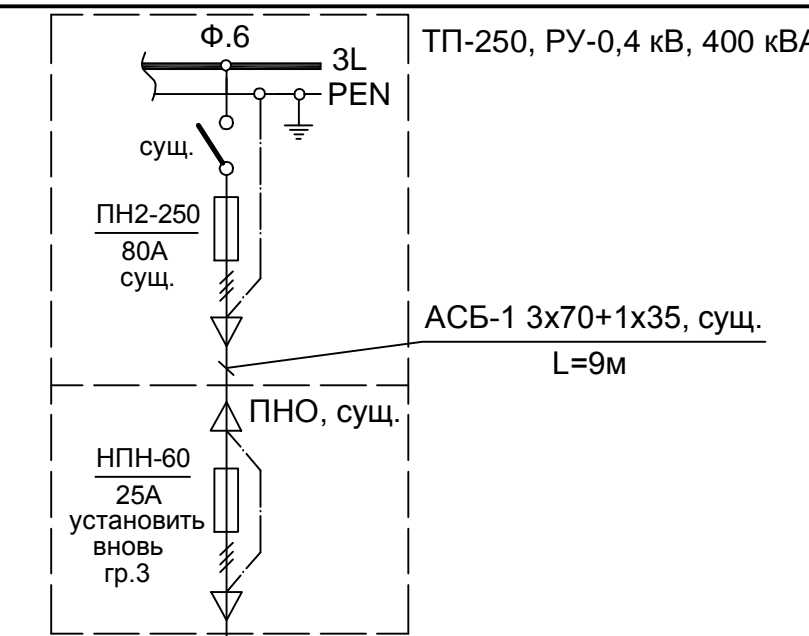 Ф.6
ТП-250, РУ-0,4 кВ, 400 кВА
3L
PEN
сущ.
ПН2-250
80А
сущ.
АСБ-1 3х70+1х35, сущ.
L=9м
ПНО, сущ.
НПН-60
25А
установить
вновь
гр.3